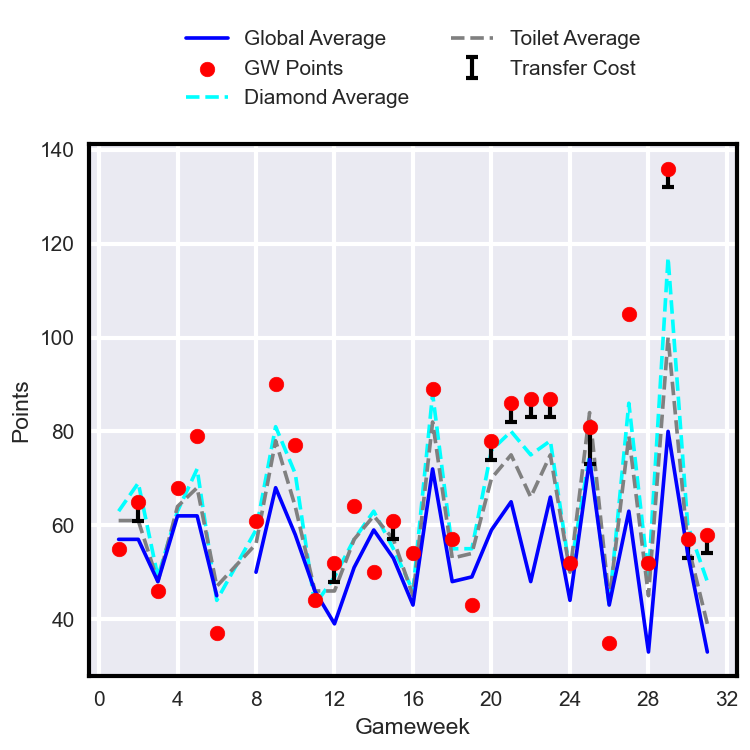 Global Average
GW Points
Diamond Average
Toilet Average
Transfer Cost
140
120
100
80
60
40
Points
0 4 8 12 16 20 24 28 32
Gameweek